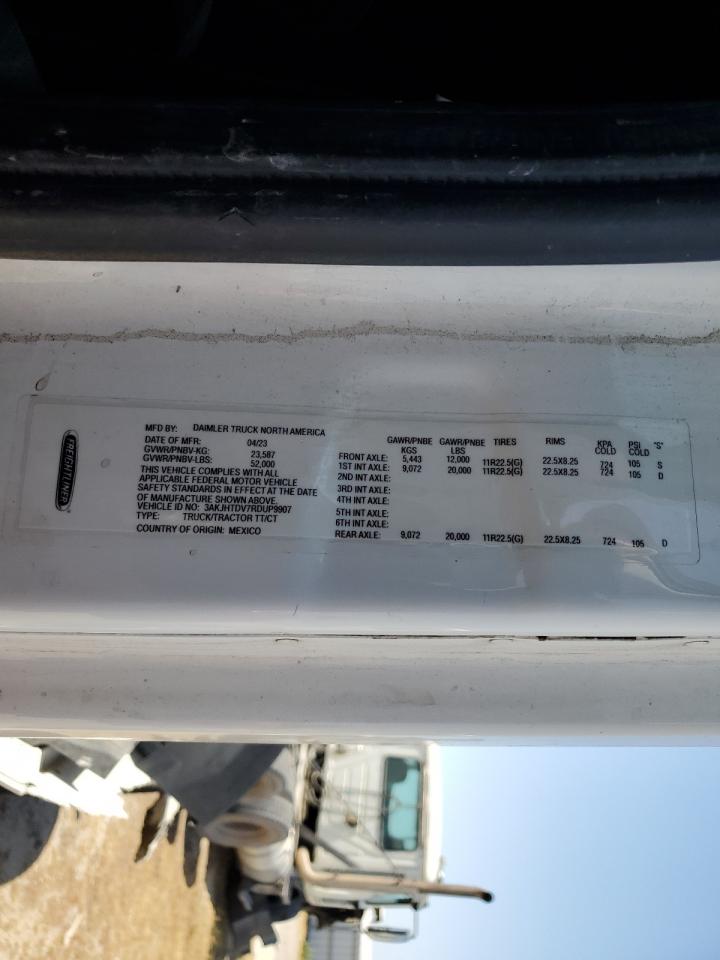 FREIGHTLINER
MFD BY: DAIMLER TRUCK NORTH AMERICA
DATE OF MFR: 04/23
GVWR/PNBV-KG: 23,587
GVWR/PNBV-LBS: 52,000
THIS VEHICLE COMPLIES WITH ALL
APPLICABLE FEDERAL MOTOR VEHICLE
SAFETY STANDARDS IN EFFECT AT THE DATE
OF MANUFACTURE SHOWN ABOVE.
VEHICLE ID NO: 3AKJHTDV7RDUP9907
TYPE: TRUCK/TRACTOR TT/CT
COUNTRY OF ORIGIN: MEXICO
GAWR/PNBE KGS GAWR/PNBE LBS TIRES RIMS KPA COLD PSI COLD "S"
FRONT AXLE: 5,443 12,000 11R22.5(G) 22.5X8.25 724 105 S
1ST INT AXLE: 9,072 20,000 11R22.5(G) 22.5X8.25 724 105 D
2ND INT AXLE:
3RD INT AXLE:
4TH INT AXLE:
5TH INT AXLE:
6TH INT AXLE:
REAR AXLE: 9,072 20,000 11R22.5(G) 22.5X8.25 724 105 D